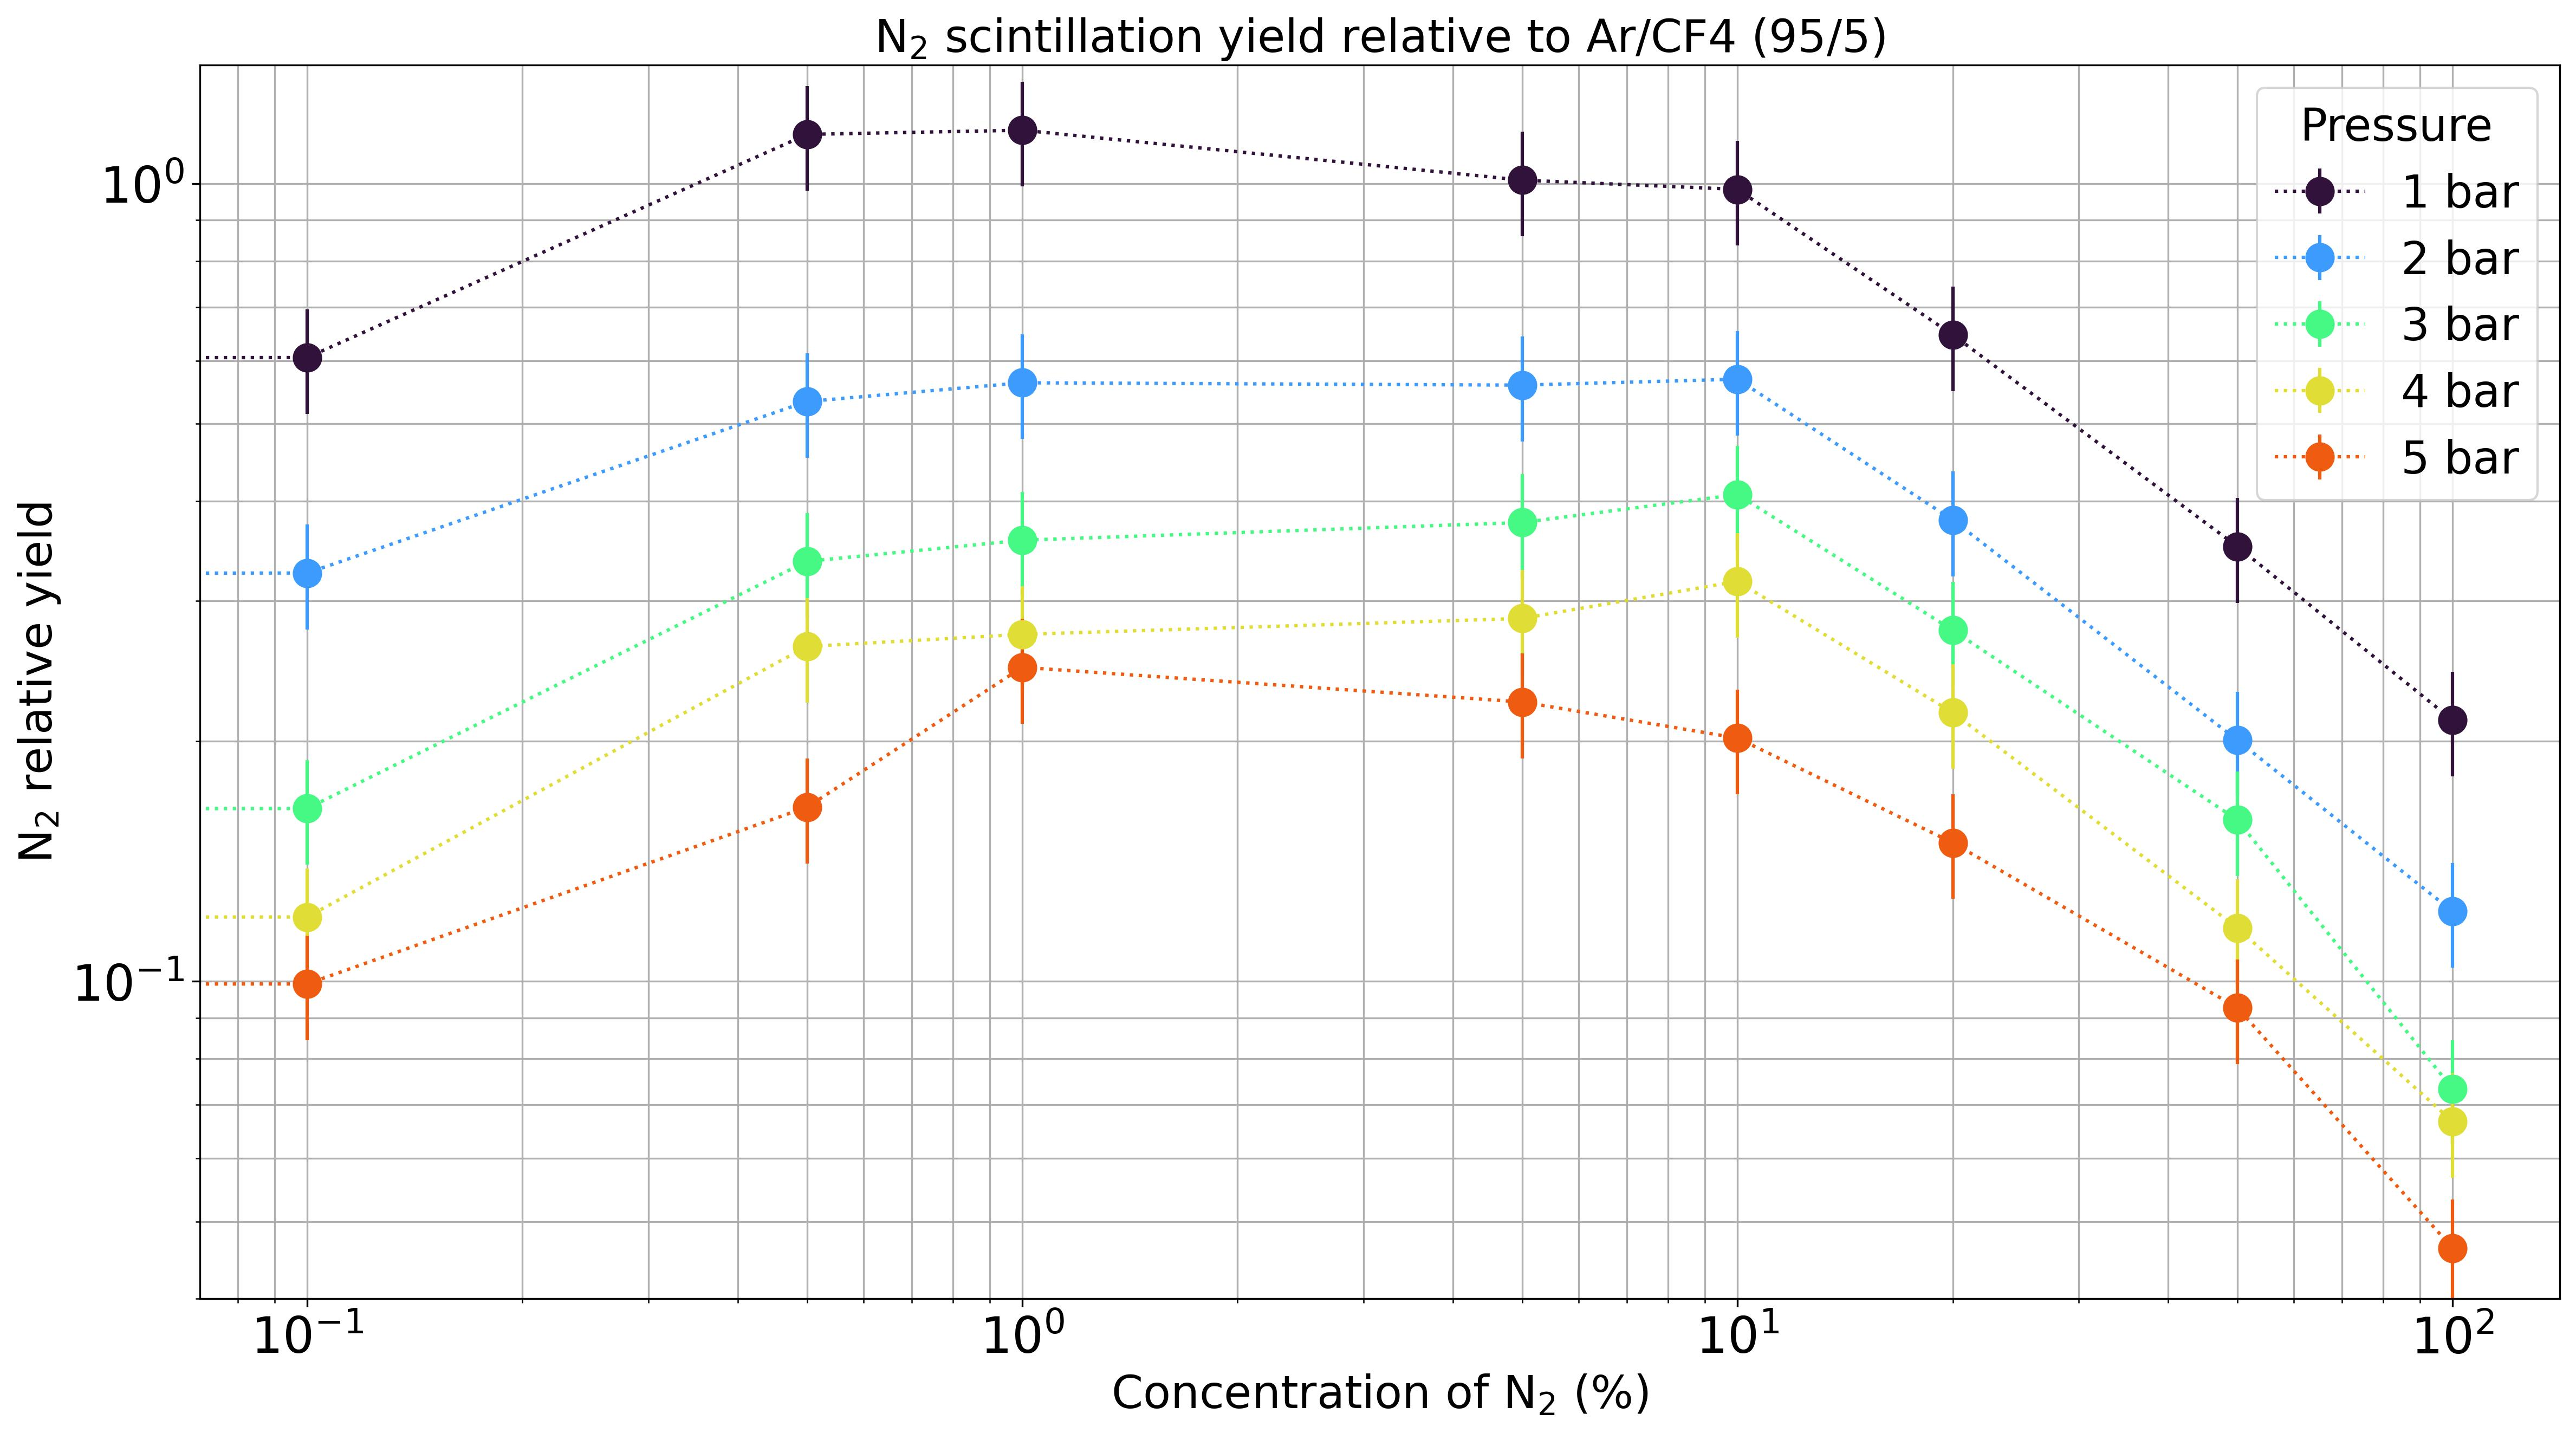 N₂ scintillation yield relative to Ar/CF4 (95/5)
N₂ relative yield
10⁰
10⁻¹
Pressure
1 bar
2 bar
3 bar
4 bar
5 bar
10⁻¹
10⁰
10¹
10²
Concentration of N₂ (%)